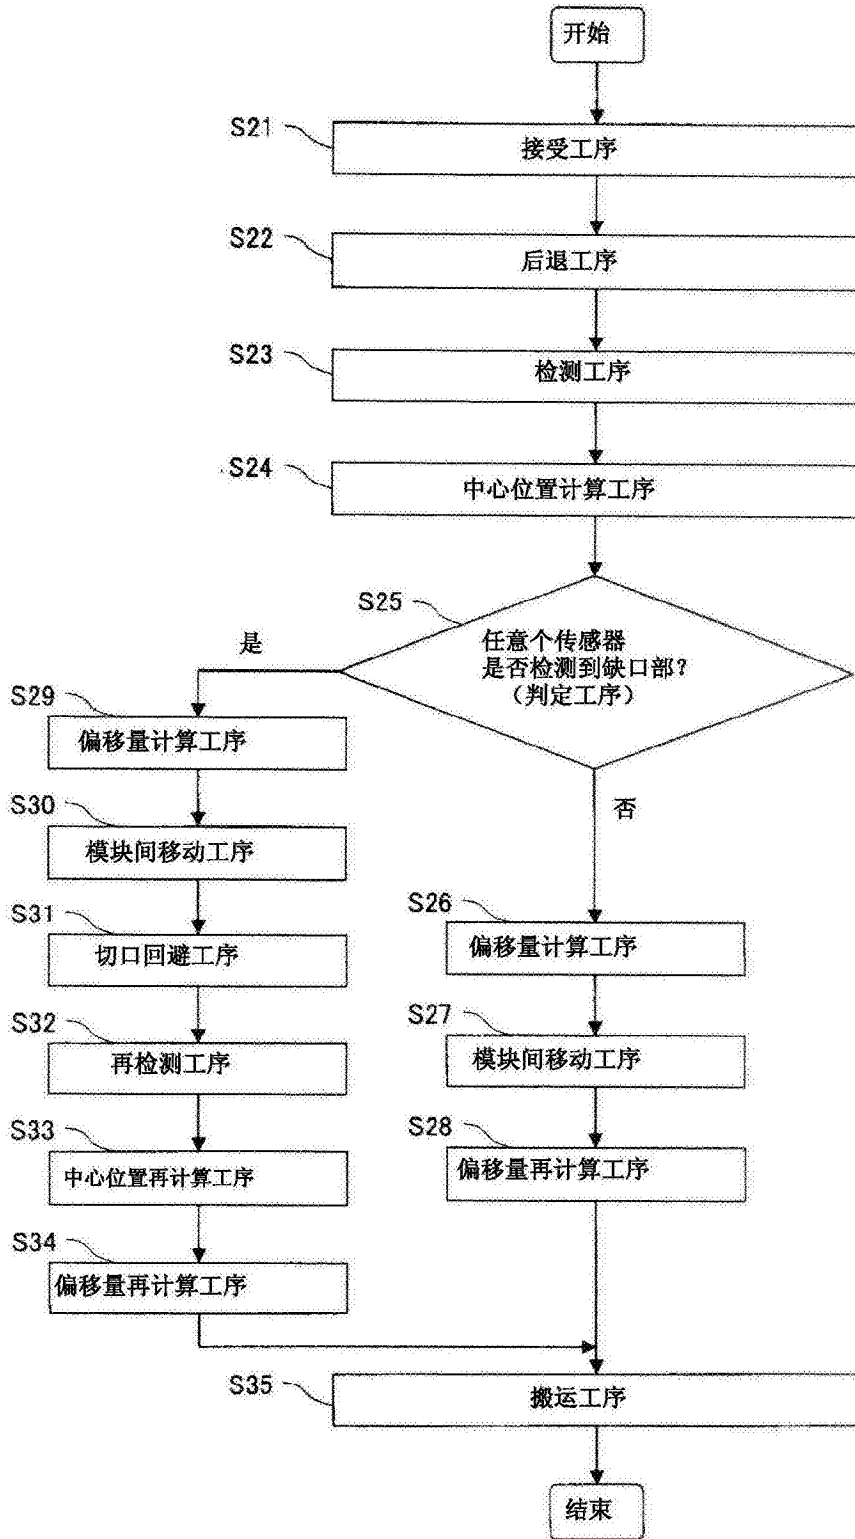 开始
S21
接受工序
S22
后退工序
S23
检测工序
S24
中心位置计算工序
S25
任意个传感器
是否检测到缺口部？
（判定工序）
是
否
S29
偏移量计算工序
S30
模块间移动工序
S31
切口回避工序
S32
再检测工序
S33
中心位置再计算工序
S34
偏移量再计算工序
S26
偏移量计算工序
S27
模块间移动工序
S28
偏移量再计算工序
S35
搬运工序
结束